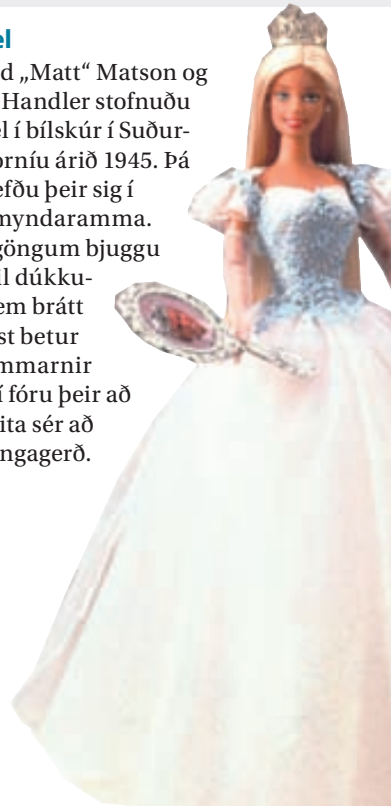 el
d „Matt“ Matson og
Handler stofnuðu
el í bílskúr í Suður-
orníu árið 1945. Þá
efðu þeir sig í
myndaramma.
göngum bjuggu
il dúkku-
em brátt
st betur
mmarnir
í fóru þeir að
ita sér að
ngagerð.